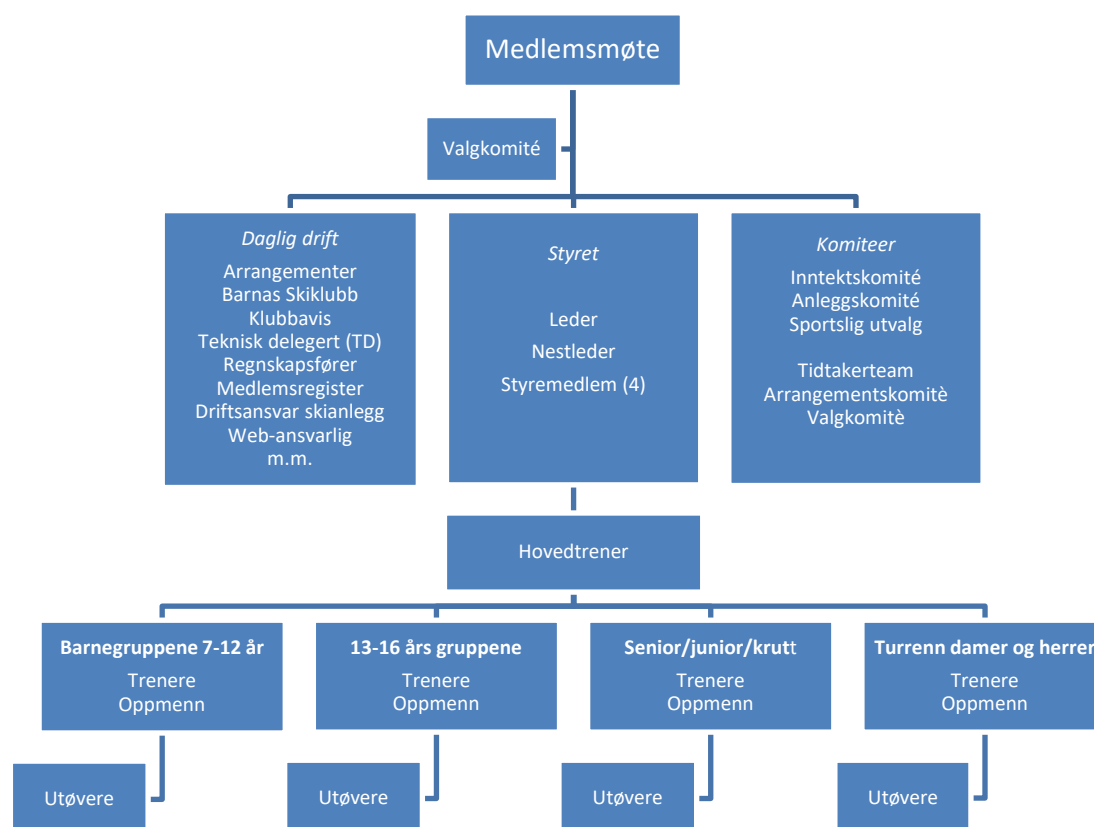 Medlemsmøte
Valgkomité
Daglig drift
Arrangementer
Barnas Skiklubb
Klubbavis
Teknisk delegert (TD)
Regnskapsfører
Medlemsregister
Driftsansvar skianlegg
Web-ansvarlig
m.m.
Styret
Leder
Nestleder
Styremedlem (4)
Komiteer
Inntektskomité
Anleggskomité
Sportslig utvalg
Tidtakerteam
Arrangementskomitè
Valgkomitè
Hovedtrener
Barnegruppene 7-12 år
Trenere
Oppmenn
13-16 års gruppene
Trenere
Oppmenn
Senior/junior/krutt
Trenere
Oppmenn
Turrenn damer og herrer
Trenere
Oppmenn
Utøvere
Utøvere
Utøvere
Utøvere